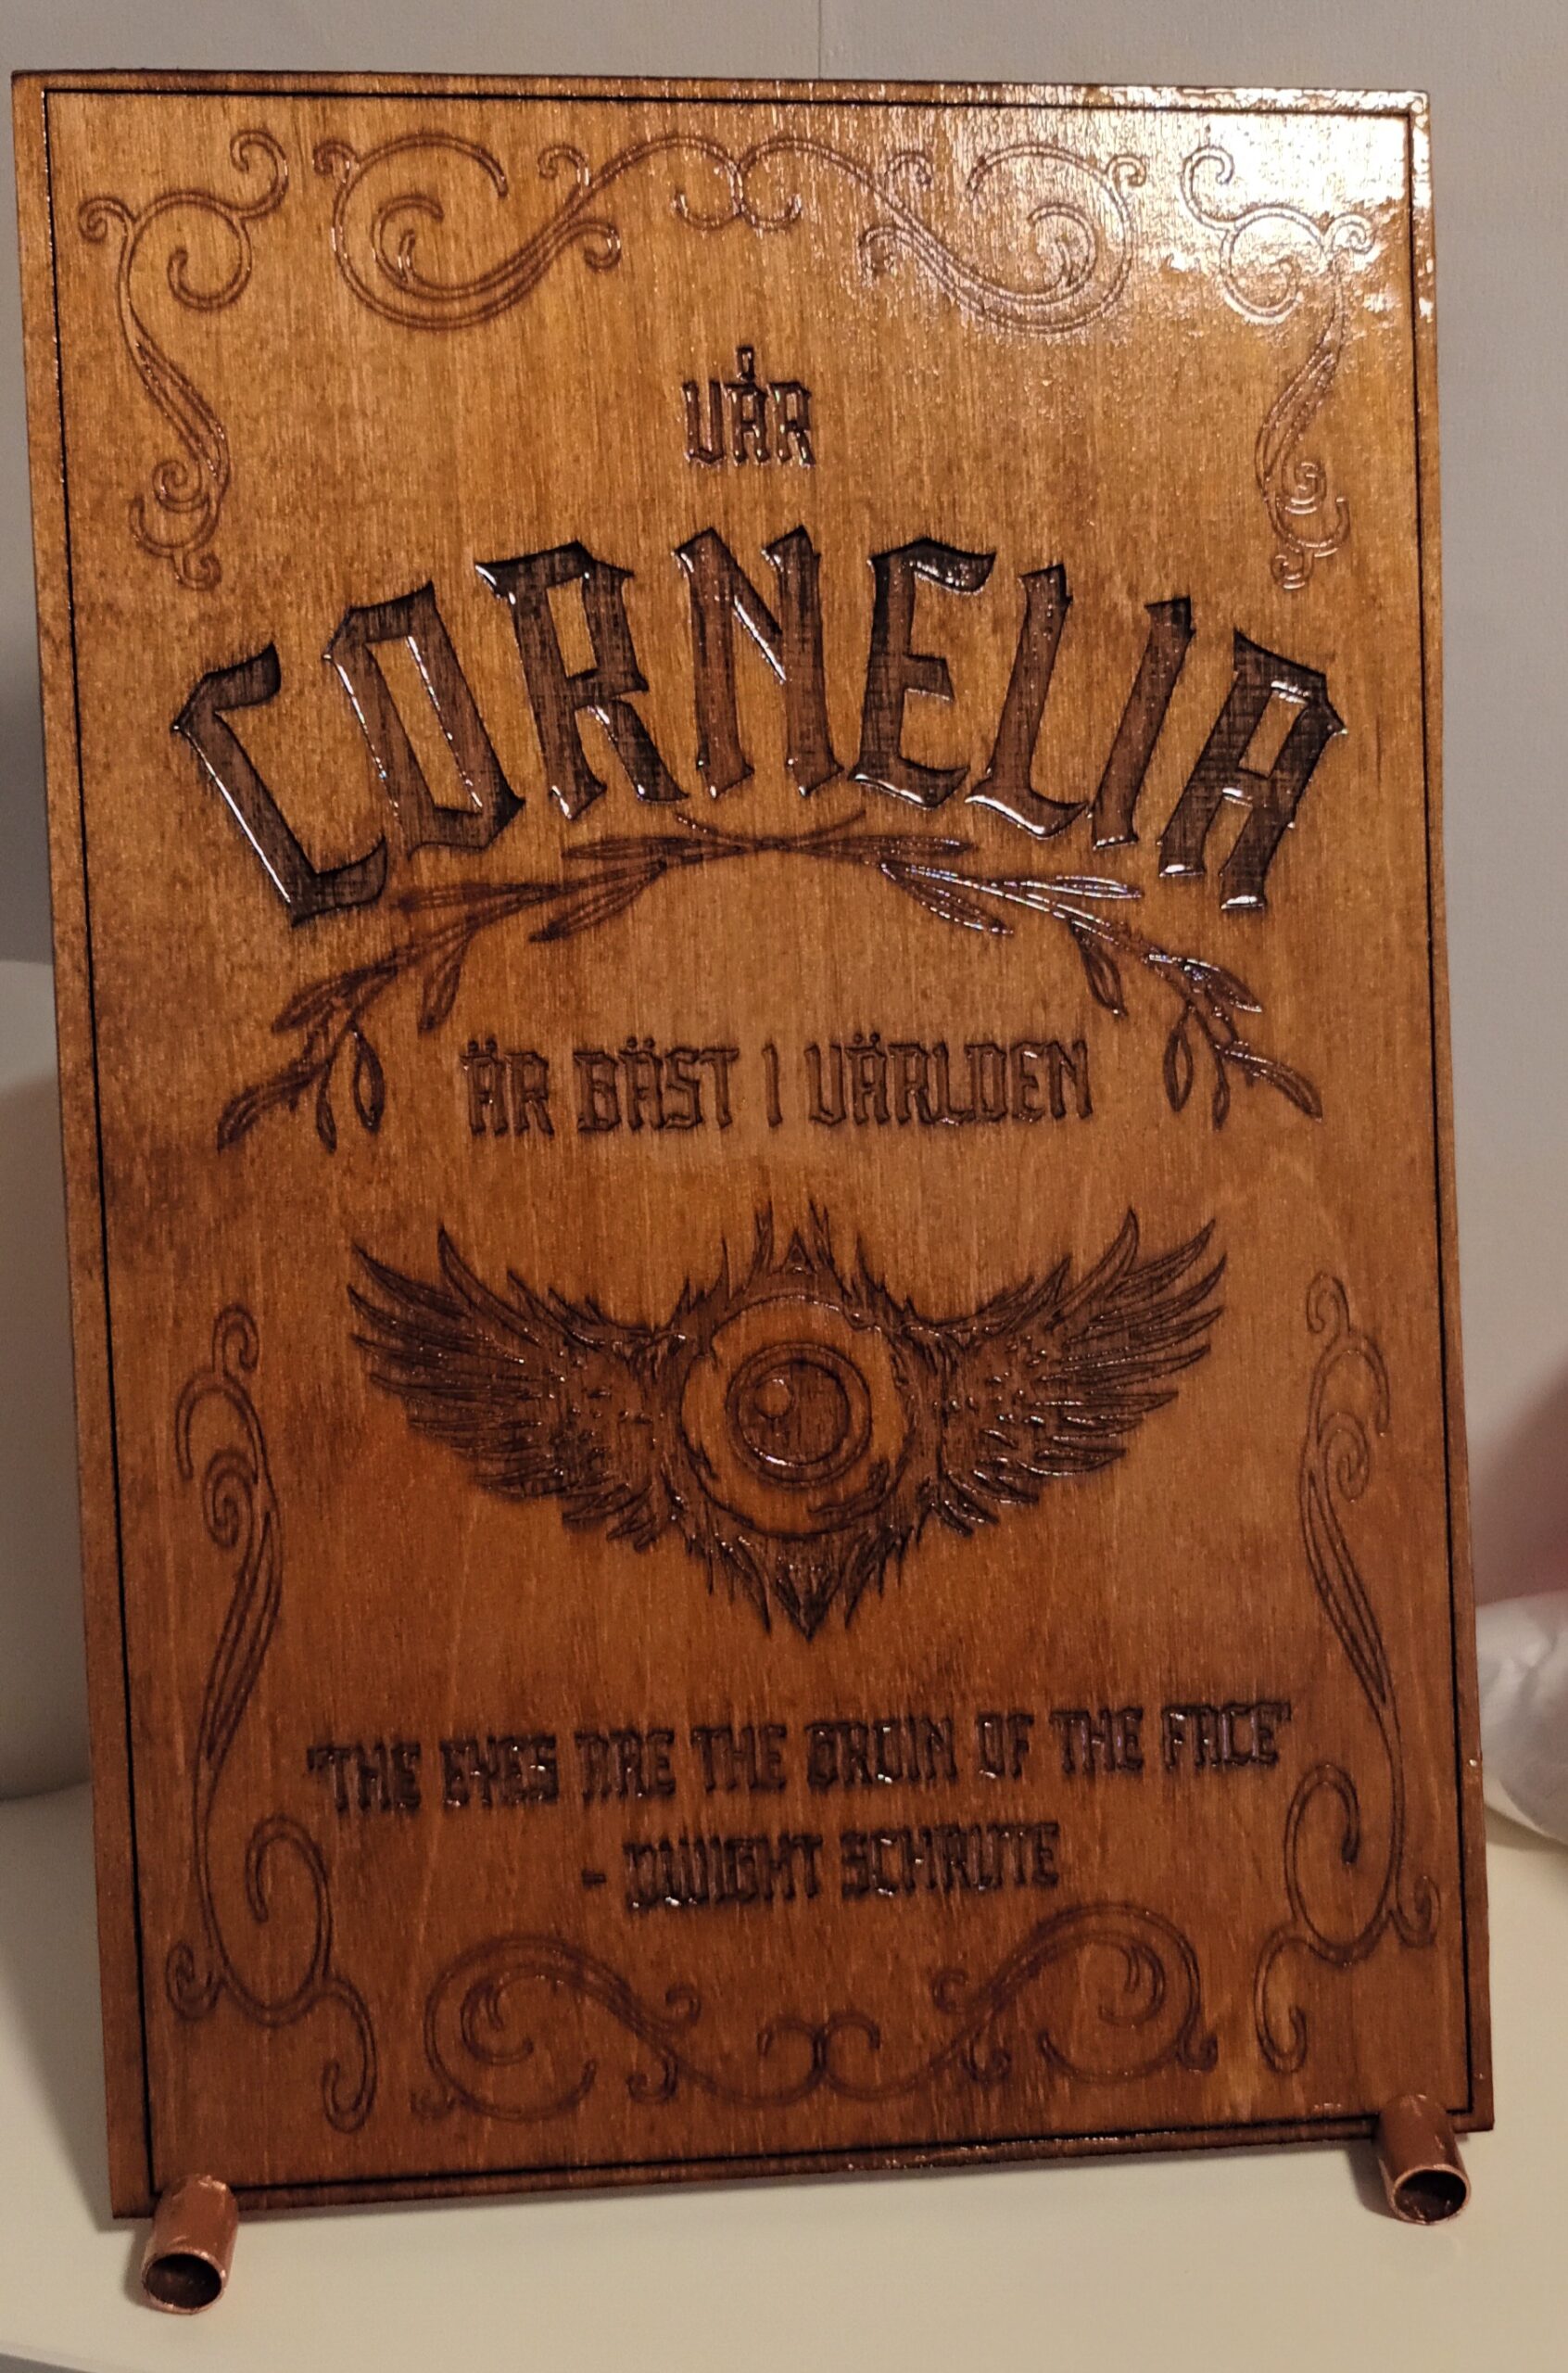 VÅR
CORNELIA
ÄR BÄST I VÄRLDEN
"THE EYES ARE THE GROIN OF THE FACE"
- DWIGHT SCHRUTE